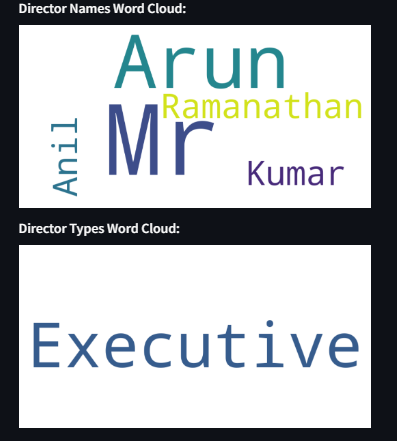 Director Names Word Cloud:
Arun
Ramanathan
Mr
Anil
Kumar
Director Types Word Cloud:
Executive